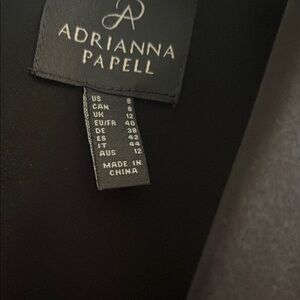 ADRIANNA
PAPELL
US 8
CAN 8
UK 12
EU/FR 40
DE 38
ES 42
IT 44
AUS 12
MADE IN
CHINA